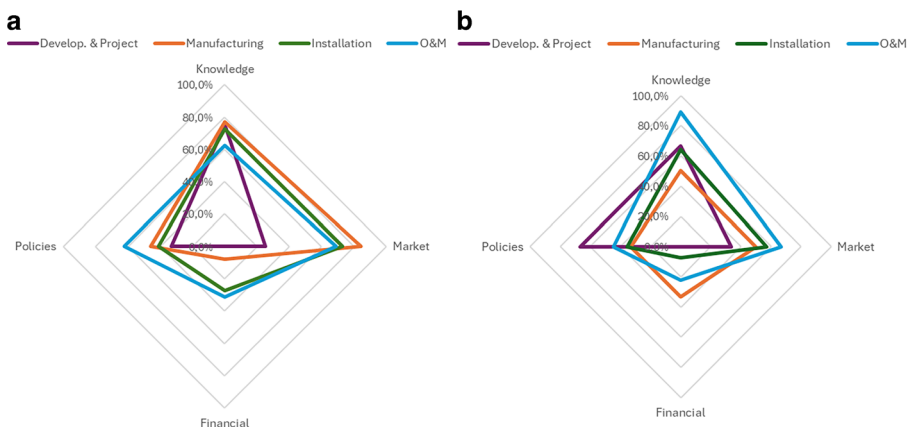 a
Develop. & Project Manufacturing Installation O&M
Knowledge
100,0%
80,0%
60,0%
40,0%
20,0%
0,0%
Policies
Market
Financial
b
Develop. & Project Manufacturing Installation O&M
Knowledge
100,0%
80,0%
60,0%
40,0%
20,0%
0,0%
Policies
Market
Financial